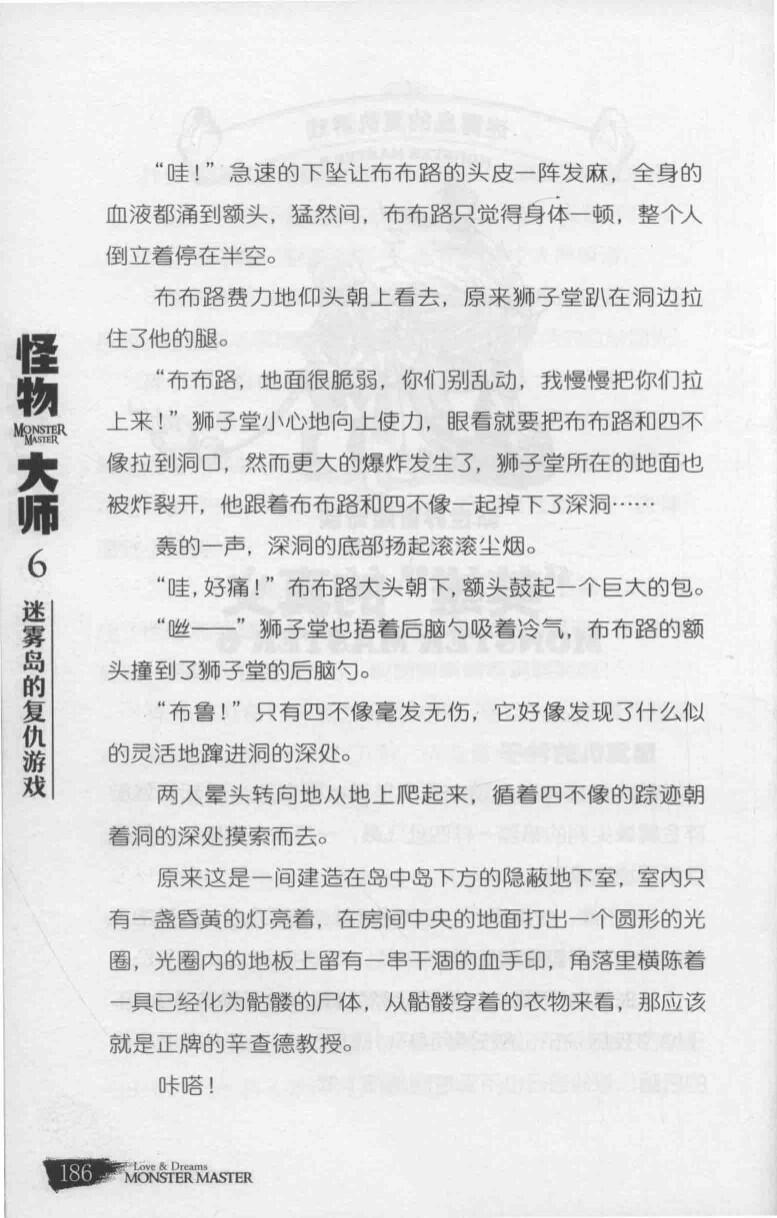 “哇！”急速的下坠让布布路的头皮一阵发麻，全身的
血液都涌到额头，猛然间，布布路只觉得身体一顿，整个人
倒立着停在半空。
布布路费力地仰头朝上看去，原来狮子堂趴在洞边拉
住了他的腿。
“布布路，地面很脆弱，你们别乱动，我慢慢把你们拉
上来！”狮子堂小心地向上使力，眼看就要把布布路和四不
像拉到洞口，然而更大的爆炸发生了，狮子堂所在的地面也
被炸裂开，他跟着布布路和四不像一起掉下了深洞……
轰的一声，深洞的底部扬起滚滚尘烟。
“哇，好痛！”布布路大头朝下，额头鼓起一个巨大的包。
“咝——”狮子堂也捂着后脑勺吸着冷气，布布路的额
头撞到了狮子堂的后脑勺。
“布鲁！”只有四不像毫发无伤，它好像发现了什么似
的灵活地蹿进洞的深处。
两人晕头转向地从地上爬起来，循着四不像的踪迹朝
着洞的深处摸索而去。
原来这是一间建造在岛中岛下方的隐蔽地下室，室内只
有一盏昏黄的灯亮着，在房间中央的地面打出一个圆形的光
圈，光圈内的地板上留有一串干涸的血手印，角落里横陈着
一具已经化为骷髅的尸体，从骷髅穿着的衣物来看，那应该
就是正牌的辛查德教授。
咔嗒！
怪物
MONSTER
MASTER
大师
6
迷雾岛的复仇游戏
186
Love & Dreams
MONSTER MASTER